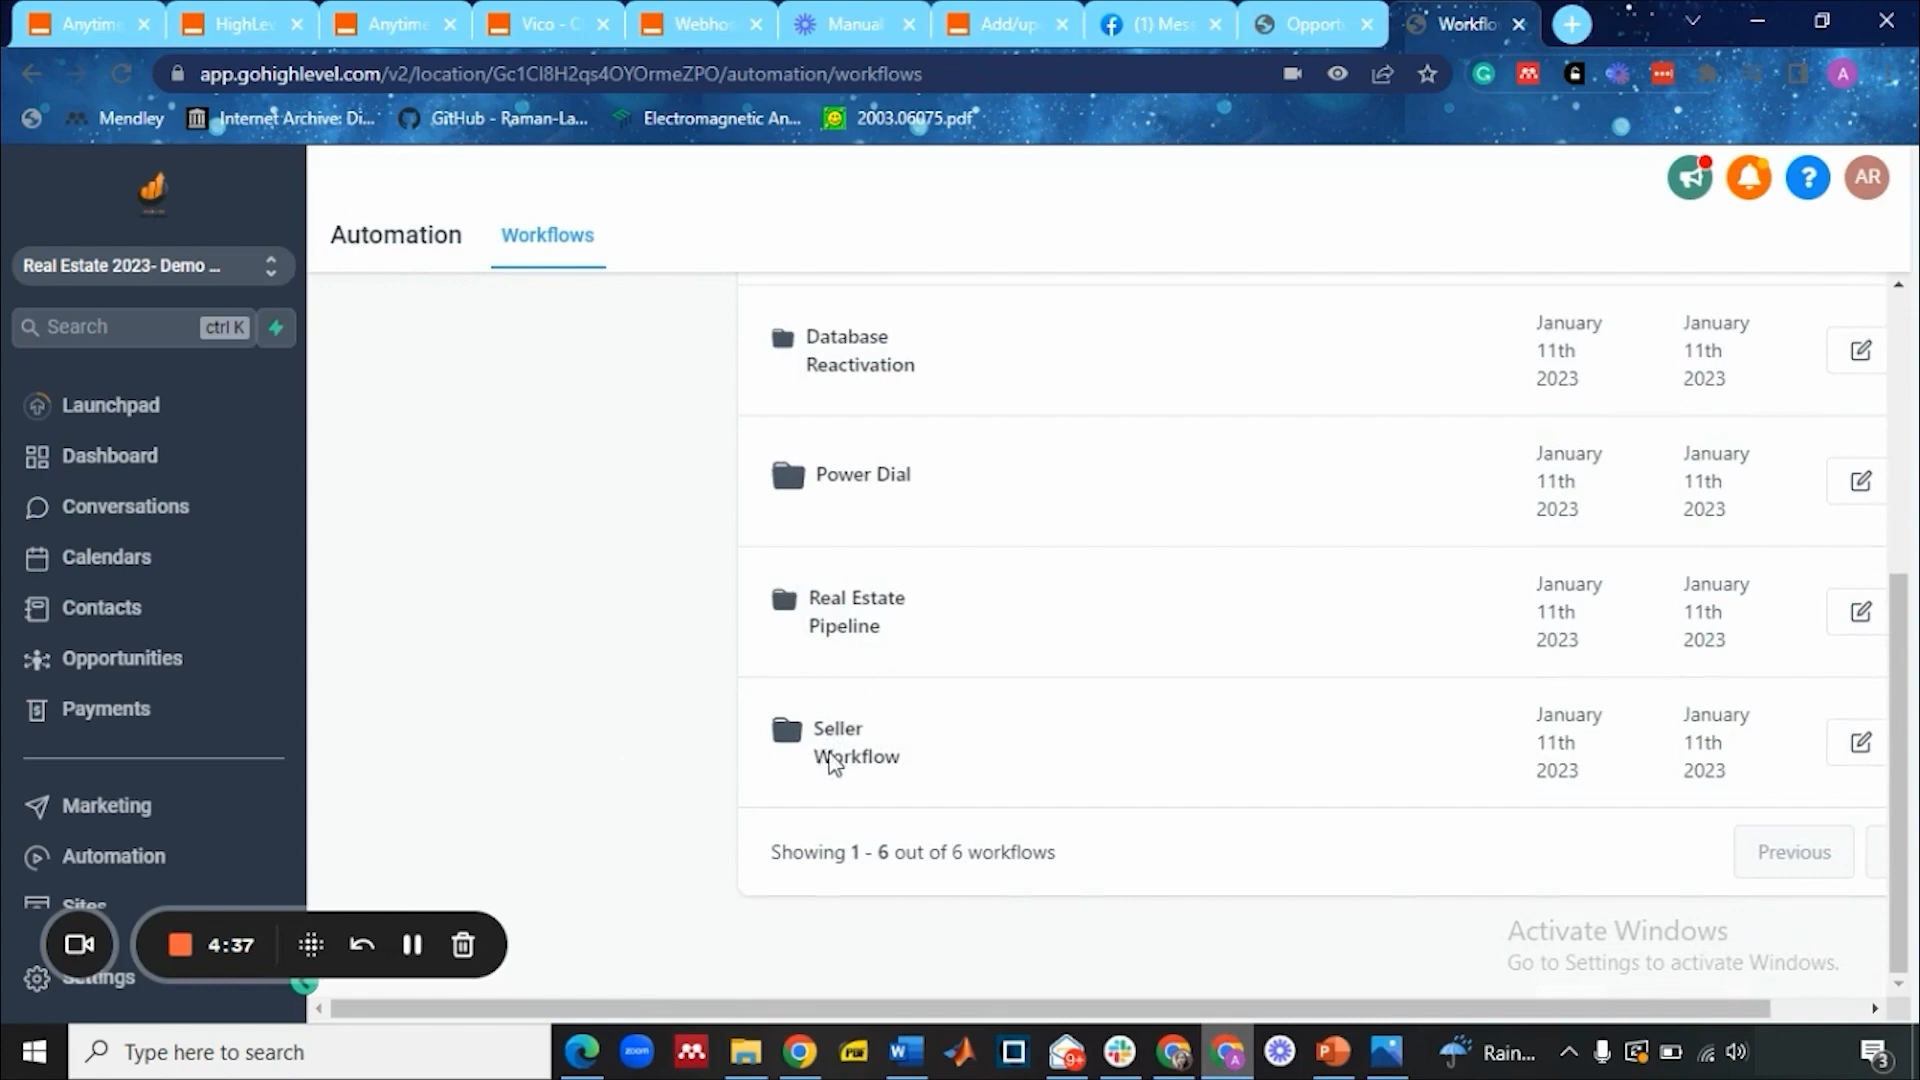 Anytime
HighLev
Anytime
Vico - C
Webho
Manual
Add/up
(1) Mes
Opport
Workflo
app.gohighlevel.com/v2/location/Gc1Cl8H2qs4OYOrmeZPO/automation/workflows
A
Mendley
Internet Archive: Di...
GitHub - Raman-La...
Electromagnetic An...
2003.06075.pdf
Real Estate 2023- Demo ...
Search
ctrl K
Launchpad
Dashboard
Conversations
Calendars
Contacts
Opportunities
Payments
Marketing
Automation
Sites
Settings
4:37
Automation
Workflows
?
AR
Database
Reactivation
January
11th
2023
January
11th
2023
Power Dial
January
11th
2023
January
11th
2023
Real Estate
Pipeline
January
11th
2023
January
11th
2023
Seller
Workflow
January
11th
2023
January
11th
2023
Showing 1 - 6 out of 6 workflows
Previous
Activate Windows
Go to Settings to activate Windows.
Type here to search
zoom
PDF
W
9+
A
P
Rain...
3